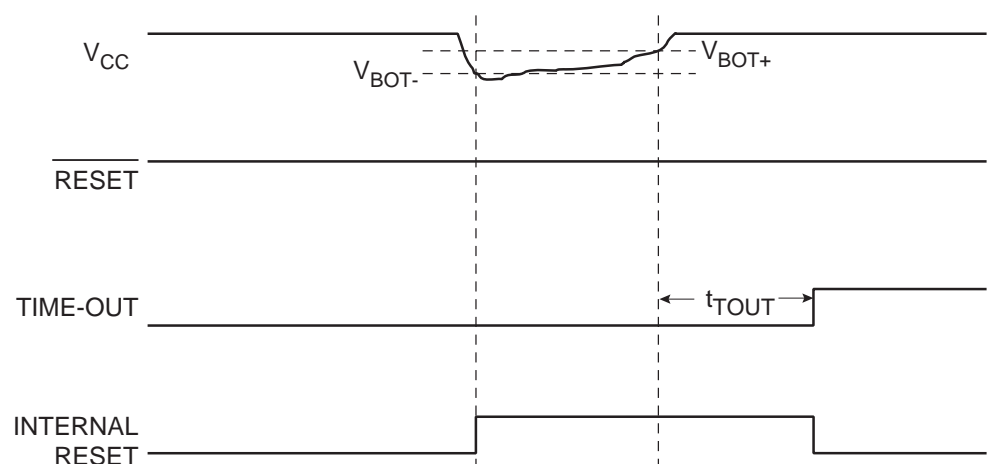 VCC
VBOT-
VBOT+
RESET
TIME-OUT
tTOUT
INTERNAL
RESET